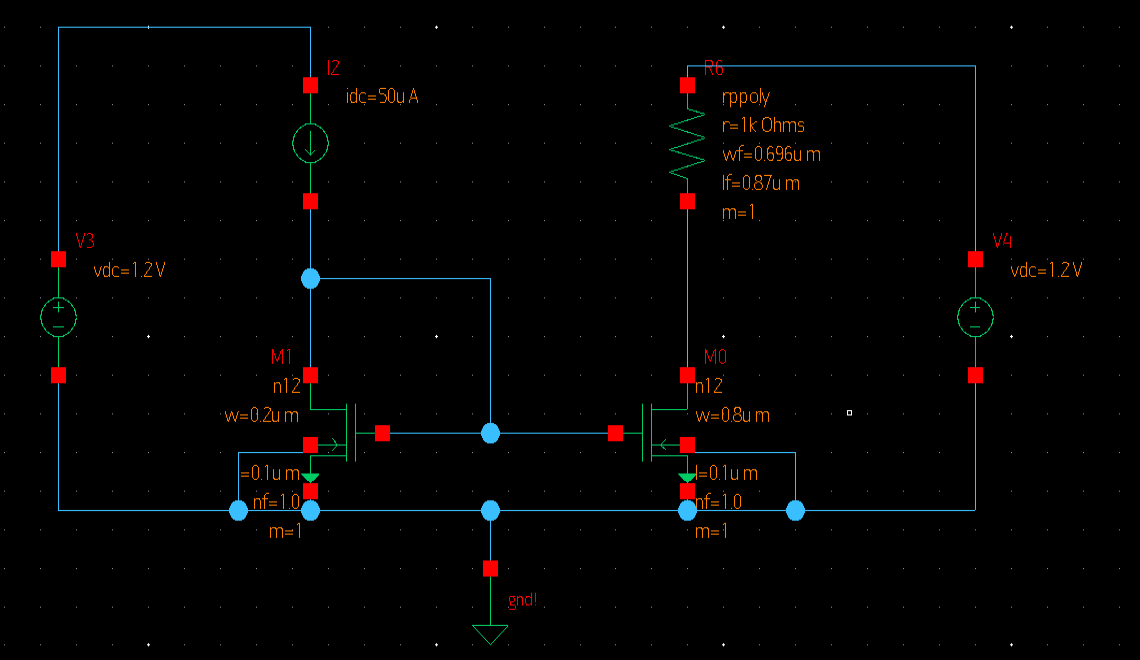 I2
idc=50u A
R6
rppoly
r=1k Ohms
wf=0.696u m
lf=0.87u m
m=1
V3
vdc=1.2 V
V4
vdc=1.2 V
M1
n12
w=0.2u m
=0.1u m
nf=1.0
m=1
M0
n12
w=0.8u m
l=0.1u m
nf=1.0
m=1
gnd!